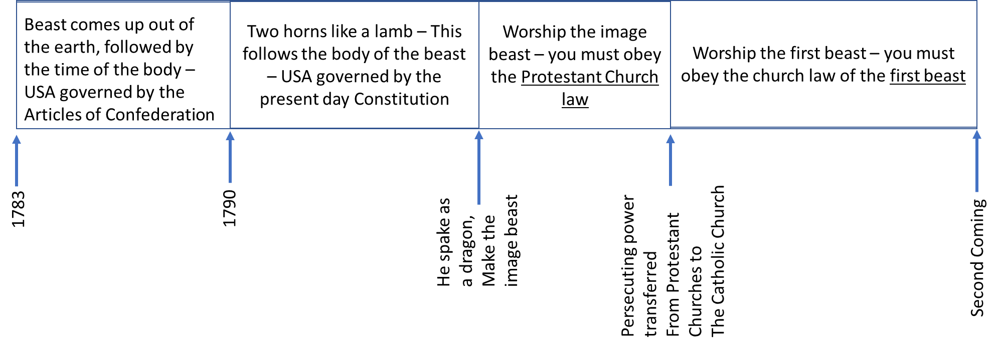 Beast comes up out of
the earth, followed by
the time of the body –
USA governed by the
Articles of Confederation
Two horns like a lamb – This
follows the body of the beast
– USA governed by the
present day Constitution
Worship the image
beast – you must obey
the Protestant Church
law
Worship the first beast – you must
obey the church law of the first beast
1783
1790
He spake as
a dragon,
Make the
image beast
Persecuting power
transferred
From Protestant
Churches to
The Catholic Church
Second Coming